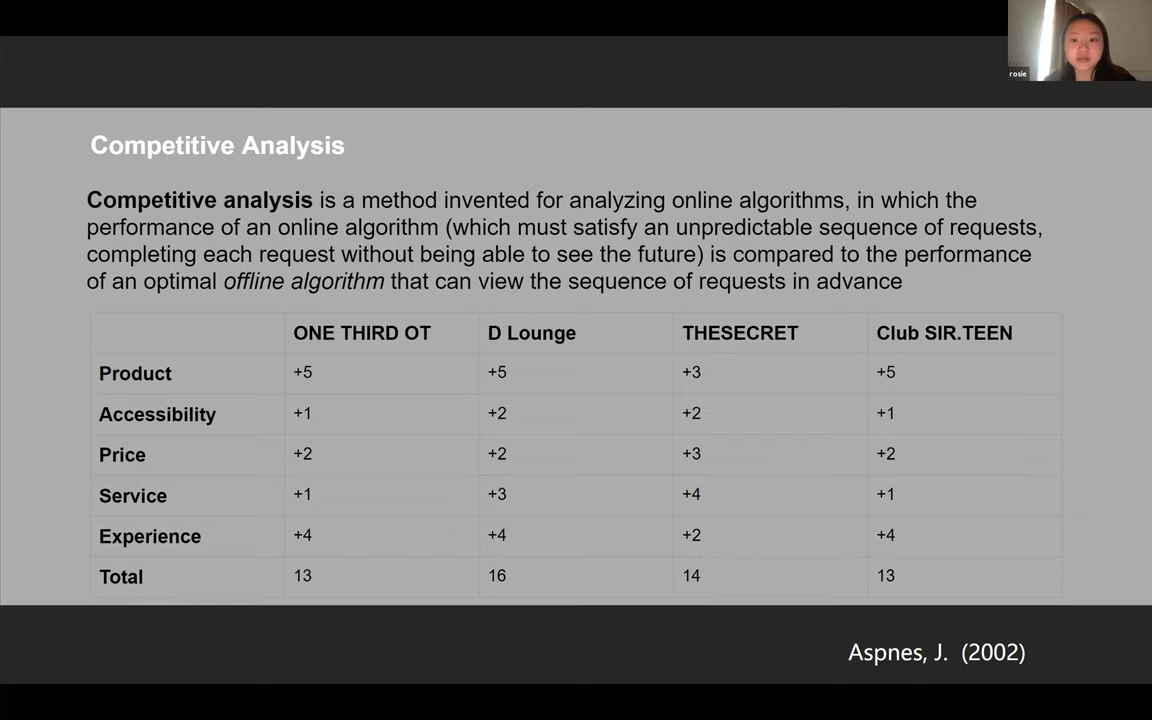 rosie
Competitive Analysis
Competitive analysis is a method invented for analyzing online algorithms, in which the
performance of an online algorithm (which must satisfy an unpredictable sequence of requests,
completing each request without being able to see the future) is compared to the performance
of an optimal offline algorithm that can view the sequence of requests in advance
ONE THIRD OT D Lounge THESECRET Club SIR.TEEN
Product +5 +5 +3 +5
Accessibility +1 +2 +2 +1
Price +2 +2 +3 +2
Service +1 +3 +4 +1
Experience +4 +4 +2 +4
Total 13 16 14 13
Aspnes, J. (2002)